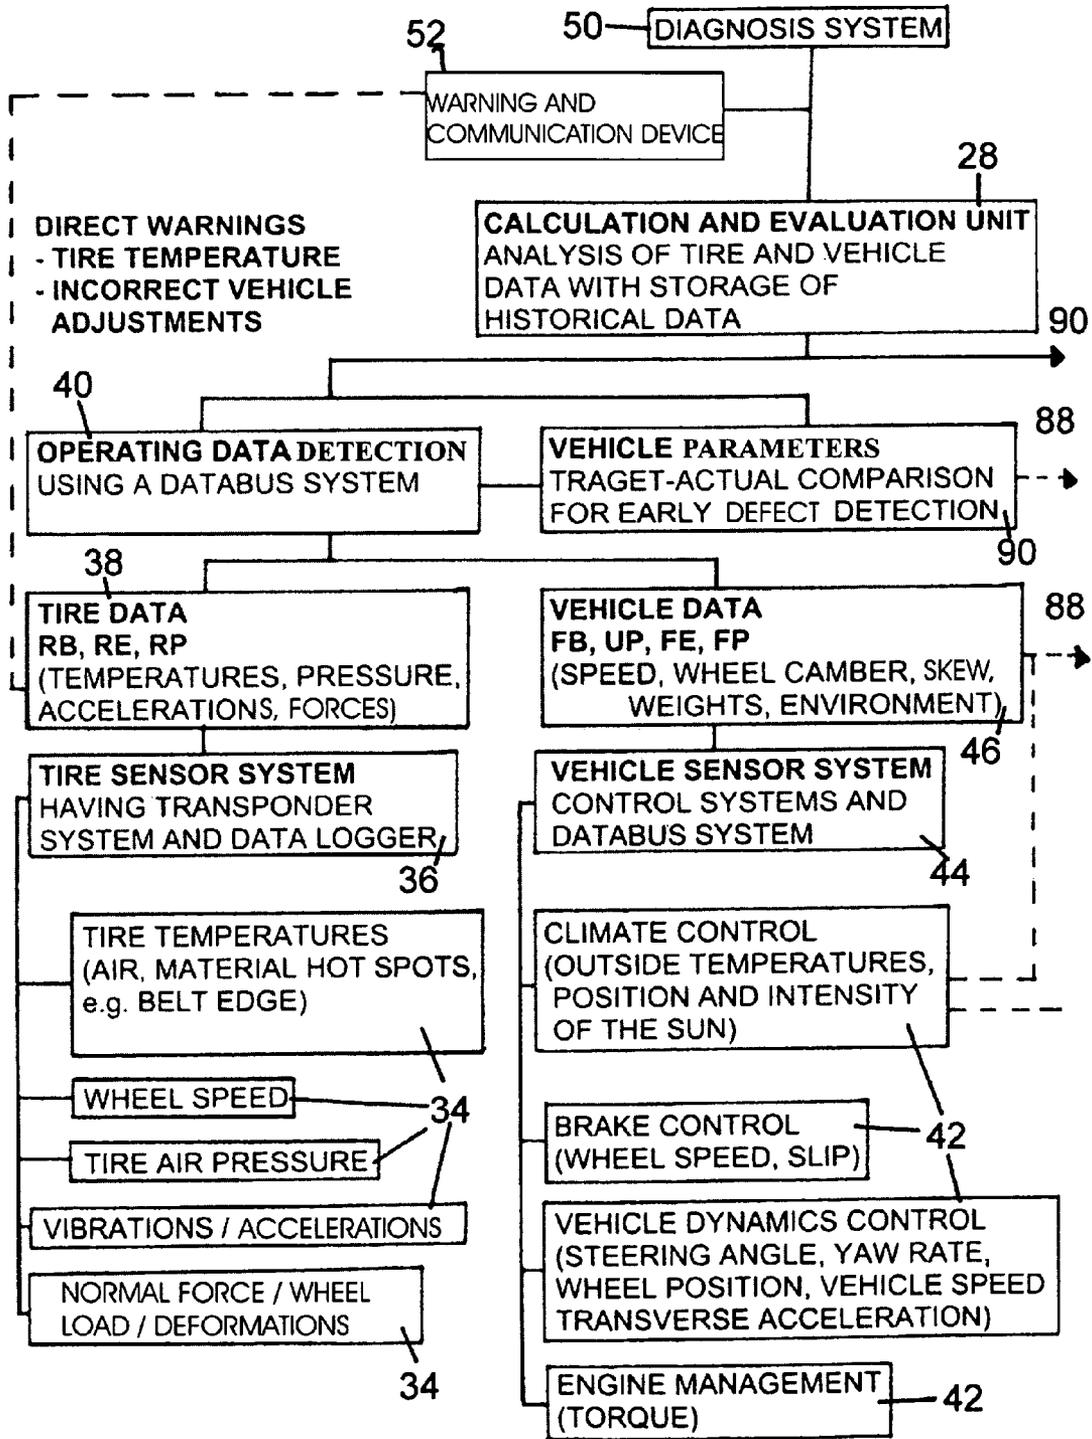 50
DIAGNOSIS SYSTEM
52
WARNING AND
COMMUNICATION DEVICE
28
DIRECT WARNINGS
- TIRE TEMPERATURE
- INCORRECT VEHICLE
ADJUSTMENTS
CALCULATION AND EVALUATION UNIT
ANALYSIS OF TIRE AND VEHICLE
DATA WITH STORAGE OF
HISTORICAL DATA
90
40
OPERATING DATA DETECTION
USING A DATABUS SYSTEM
VEHICLE PARAMETERS
TRAGET-ACTUAL COMPARISON
FOR EARLY DEFECT DETECTION
88
90
38
TIRE DATA
RB, RE, RP
(TEMPERATURES, PRESSURE,
ACCELERATIONS, FORCES)
VEHICLE DATA
FB, UP, FE, FP
(SPEED, WHEEL CAMBER, SKEW,
WEIGHTS, ENVIRONMENT)
88
46
TIRE SENSOR SYSTEM
HAVING TRANSPONDER
SYSTEM AND DATA LOGGER
36
VEHICLE SENSOR SYSTEM
CONTROL SYSTEMS AND
DATABUS SYSTEM
44
TIRE TEMPERATURES
(AIR, MATERIAL HOT SPOTS,
e.g. BELT EDGE)
CLIMATE CONTROL
(OUTSIDE TEMPERATURES,
POSITION AND INTENSITY
OF THE SUN)
WHEEL SPEED
34
TIRE AIR PRESSURE
BRAKE CONTROL
(WHEEL SPEED, SLIP)
42
VIBRATIONS / ACCELERATIONS
VEHICLE DYNAMICS CONTROL
(STEERING ANGLE, YAW RATE,
WHEEL POSITION, VEHICLE SPEED
TRANSVERSE ACCELERATION)
NORMAL FORCE / WHEEL
LOAD / DEFORMATIONS
34
ENGINE MANAGEMENT
(TORQUE)
42